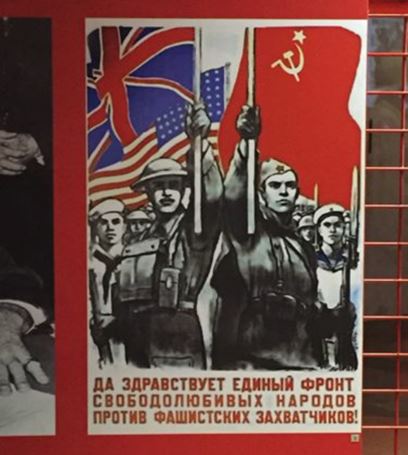 ДА ЗДРАВСТВУЕТ ЕДИНЫЙ ФРОНТ
СВОБОДОЛЮБИВЫХ НАРОДОВ
ПРОТИВ ФАШИСТСКИХ ЗАХВАТЧИКОВ!